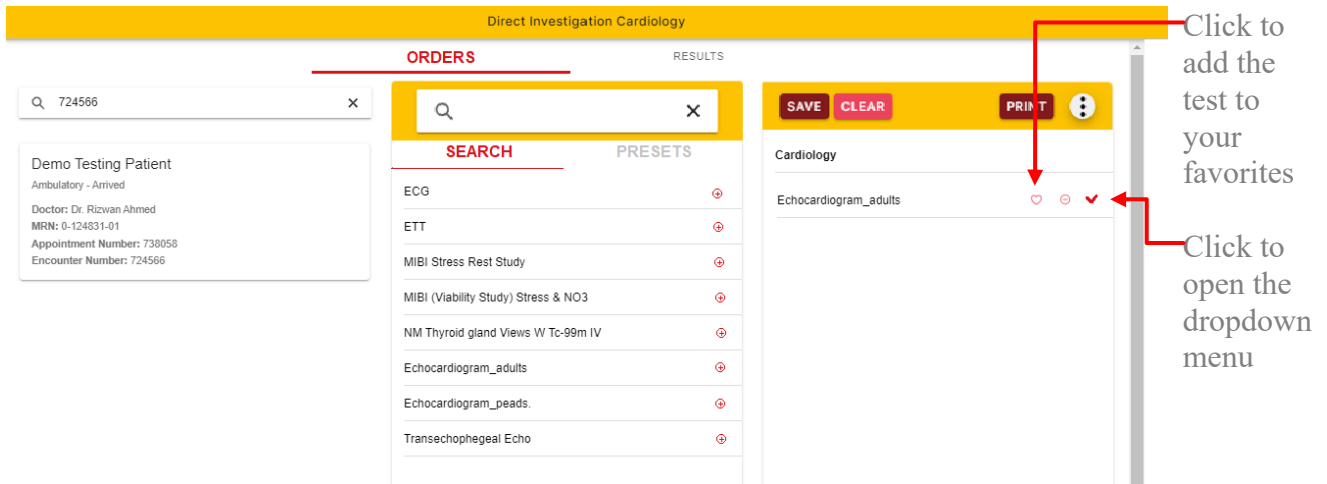 Direct Investigation Cardiology
ORDERS
RESULTS
724566
Demo Testing Patient
Ambulatory - Arrived
Doctor: Dr. Rizwan Ahmed
MRN: 0-124831-01
Appointment Number: 738058
Encounter Number: 724566
SEARCH
PRESETS
ECG
ETT
MIBI Stress Rest Study
MIBI (Viability Study) Stress & NO3
NM Thyroid gland Views W Tc-99m IV
Echocardiogram_adults
Echocardiogram_peads.
Transechophegeal Echo
SAVE
CLEAR
PRINT
Cardiology
Echocardiogram_adults
Click to
add the
test to
your
favorites
Click to
open the
dropdown
menu